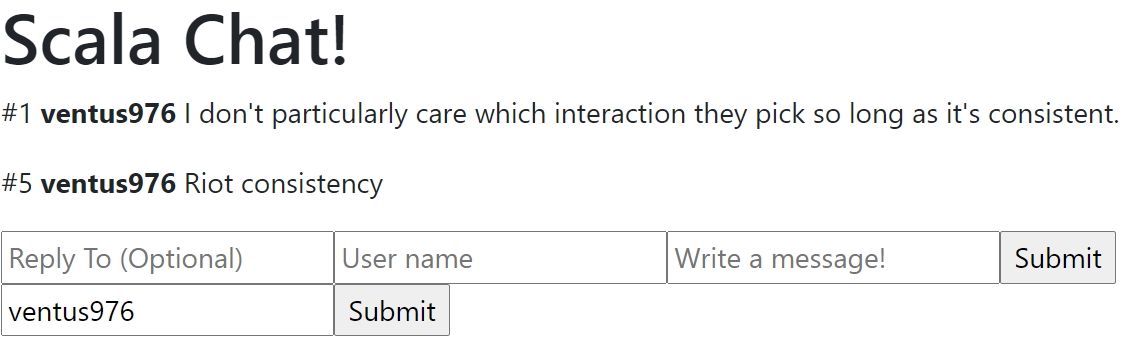 Scala Chat!
#1 ventus976 I don't particularly care which interaction they pick so long as it's consistent.
#5 ventus976 Riot consistency
Reply To (Optional) User name Write a message! Submit
ventus976 Submit